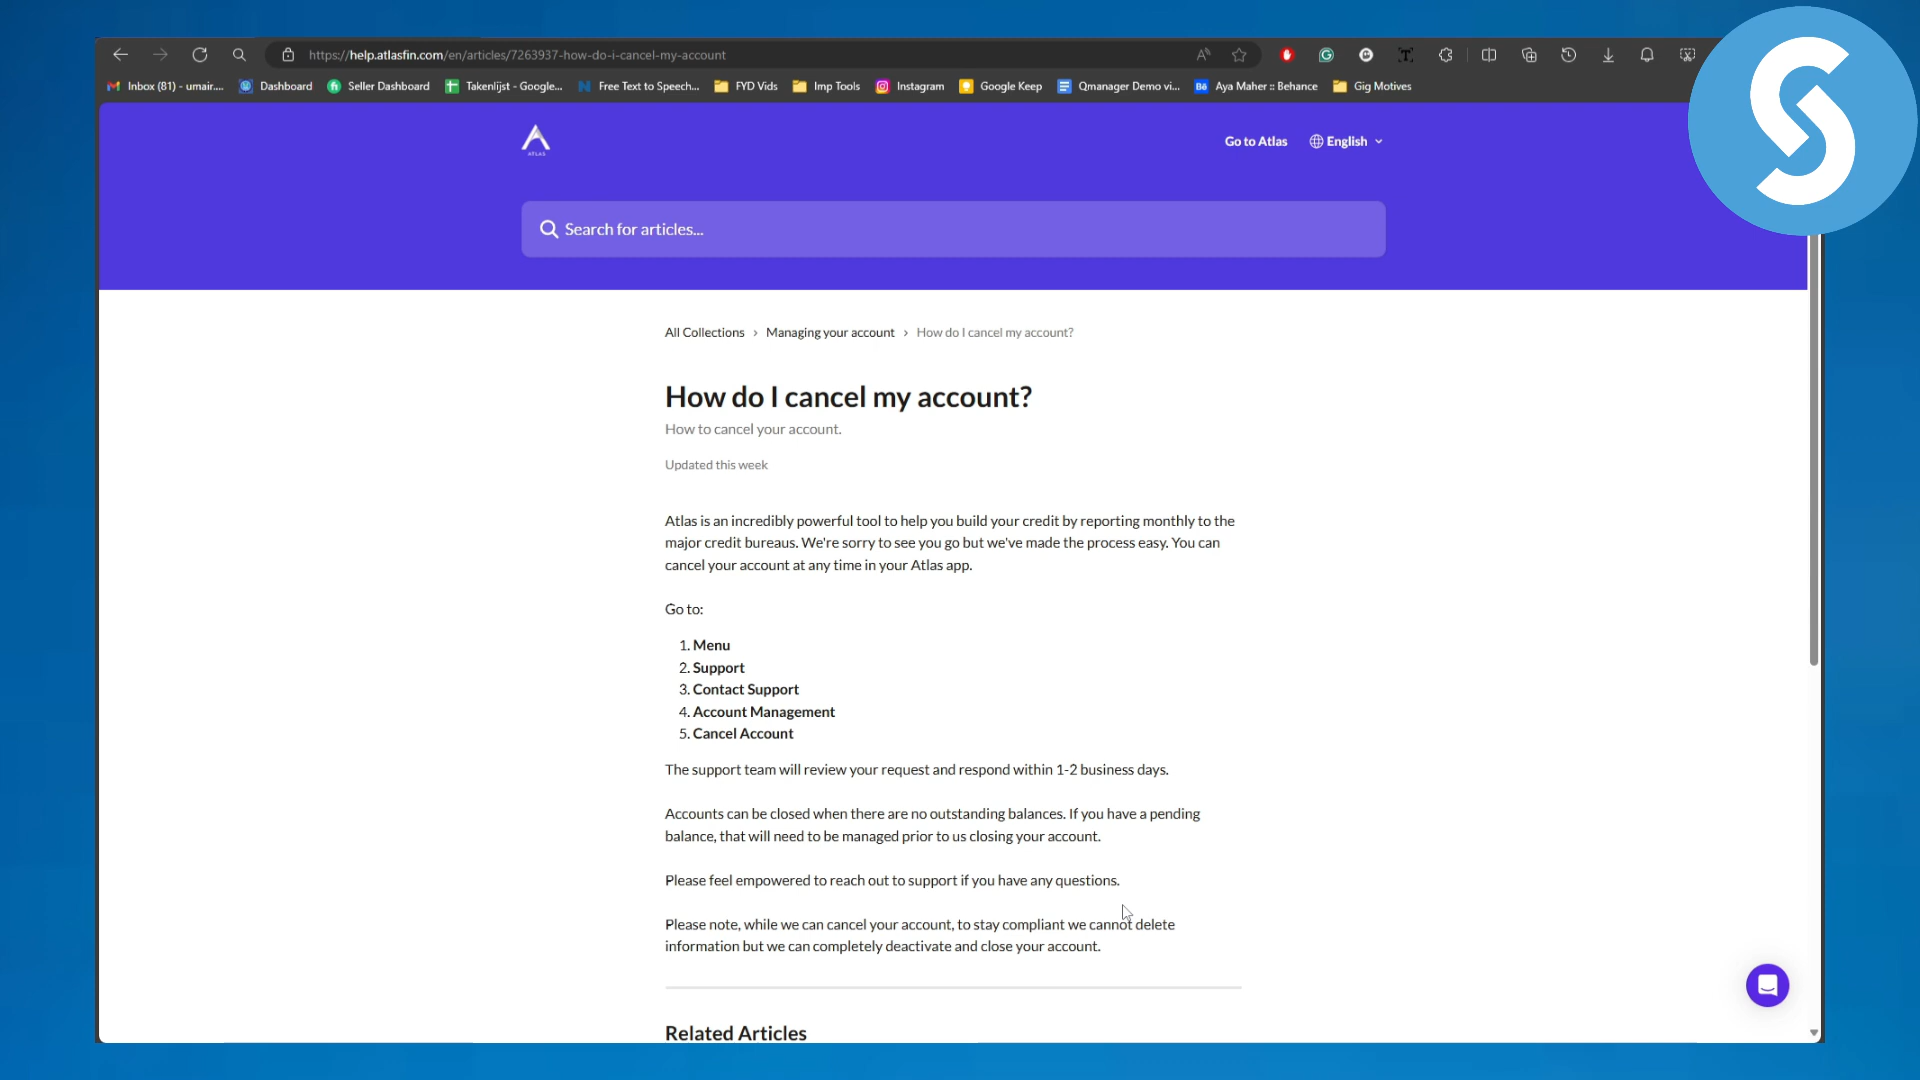 https://help.atlasfin.com/en/articles/7263937-how-do-i-cancel-my-account
Inbox (81) - umair.... Dashboard Seller Dashboard Takenlijst - Google... Free Text to Speech... FYD Vids Imp Tools Instagram Google Keep Qmanager Demo vi... Aya Maher :: Behance Gig Motives
ATLAS
Go to Atlas English
Search for articles...
All Collections > Managing your account > How do I cancel my account?
How do I cancel my account?
How to cancel your account.
Updated this week
Atlas is an incredibly powerful tool to help you build your credit by reporting monthly to the
major credit bureaus. We're sorry to see you go but we've made the process easy. You can
cancel your account at any time in your Atlas app.
Go to:
1. Menu
2. Support
3. Contact Support
4. Account Management
5. Cancel Account
The support team will review your request and respond within 1-2 business days.
Accounts can be closed when there are no outstanding balances. If you have a pending
balance, that will need to be managed prior to us closing your account.
Please feel empowered to reach out to support if you have any questions.
Please note, while we can cancel your account, to stay compliant we cannot delete
information but we can completely deactivate and close your account.
Related Articles